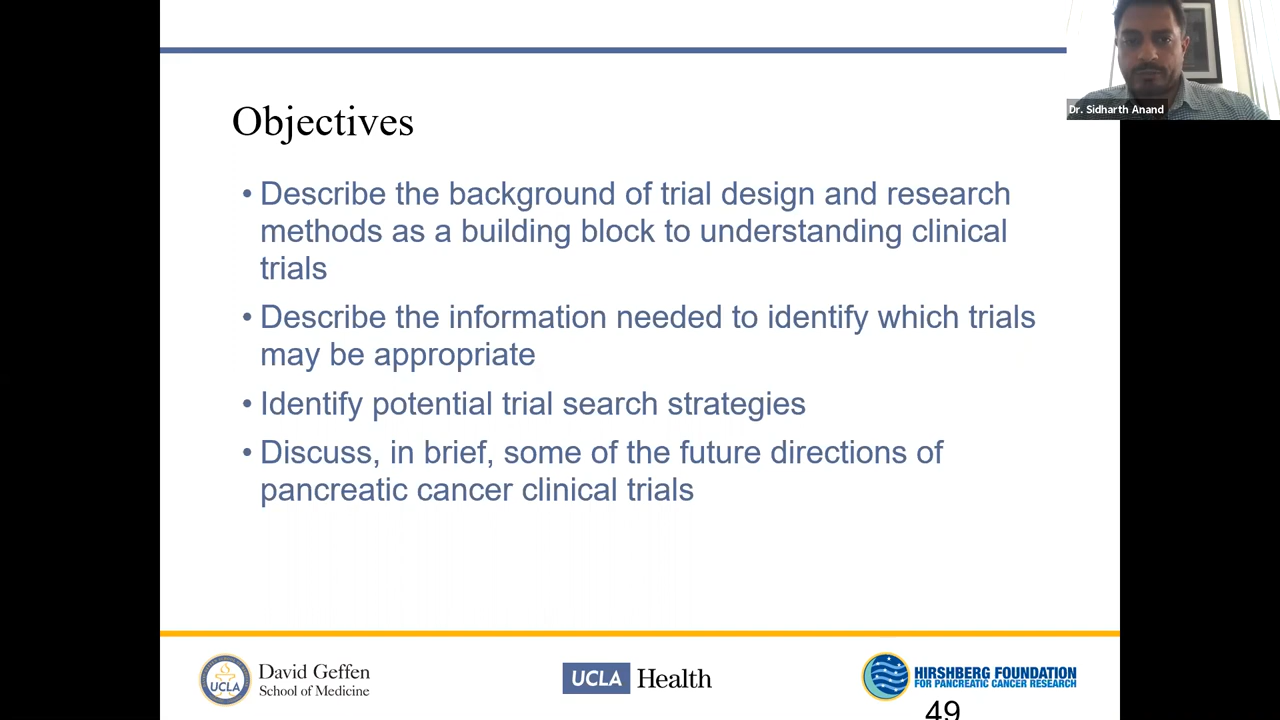 Dr. Sidharth Anand
Objectives
• Describe the background of trial design and research
methods as a building block to understanding clinical
trials
• Describe the information needed to identify which trials
may be appropriate
• Identify potential trial search strategies
• Discuss, in brief, some of the future directions of
pancreatic cancer clinical trials
UCLA
David Geffen
School of Medicine
UCLA Health
HIRSHBERG FOUNDATION
FOR PANCREATIC CANCER RESEARCH
49